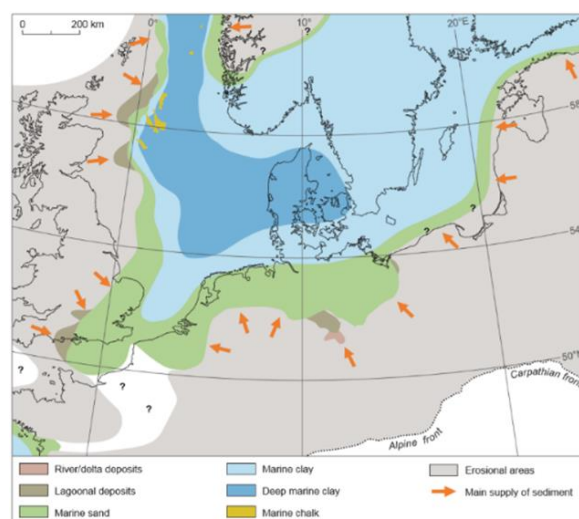 0 200 km
0°
10°
20°E
?
?
58
54
?
?
?
50°N
?
?
Carpathian front
Alpine front
River/delta deposits
Lagoonal deposits
Marine sand
Marine clay
Deep marine clay
Marine chalk
Erosional areas
Main supply of sediment